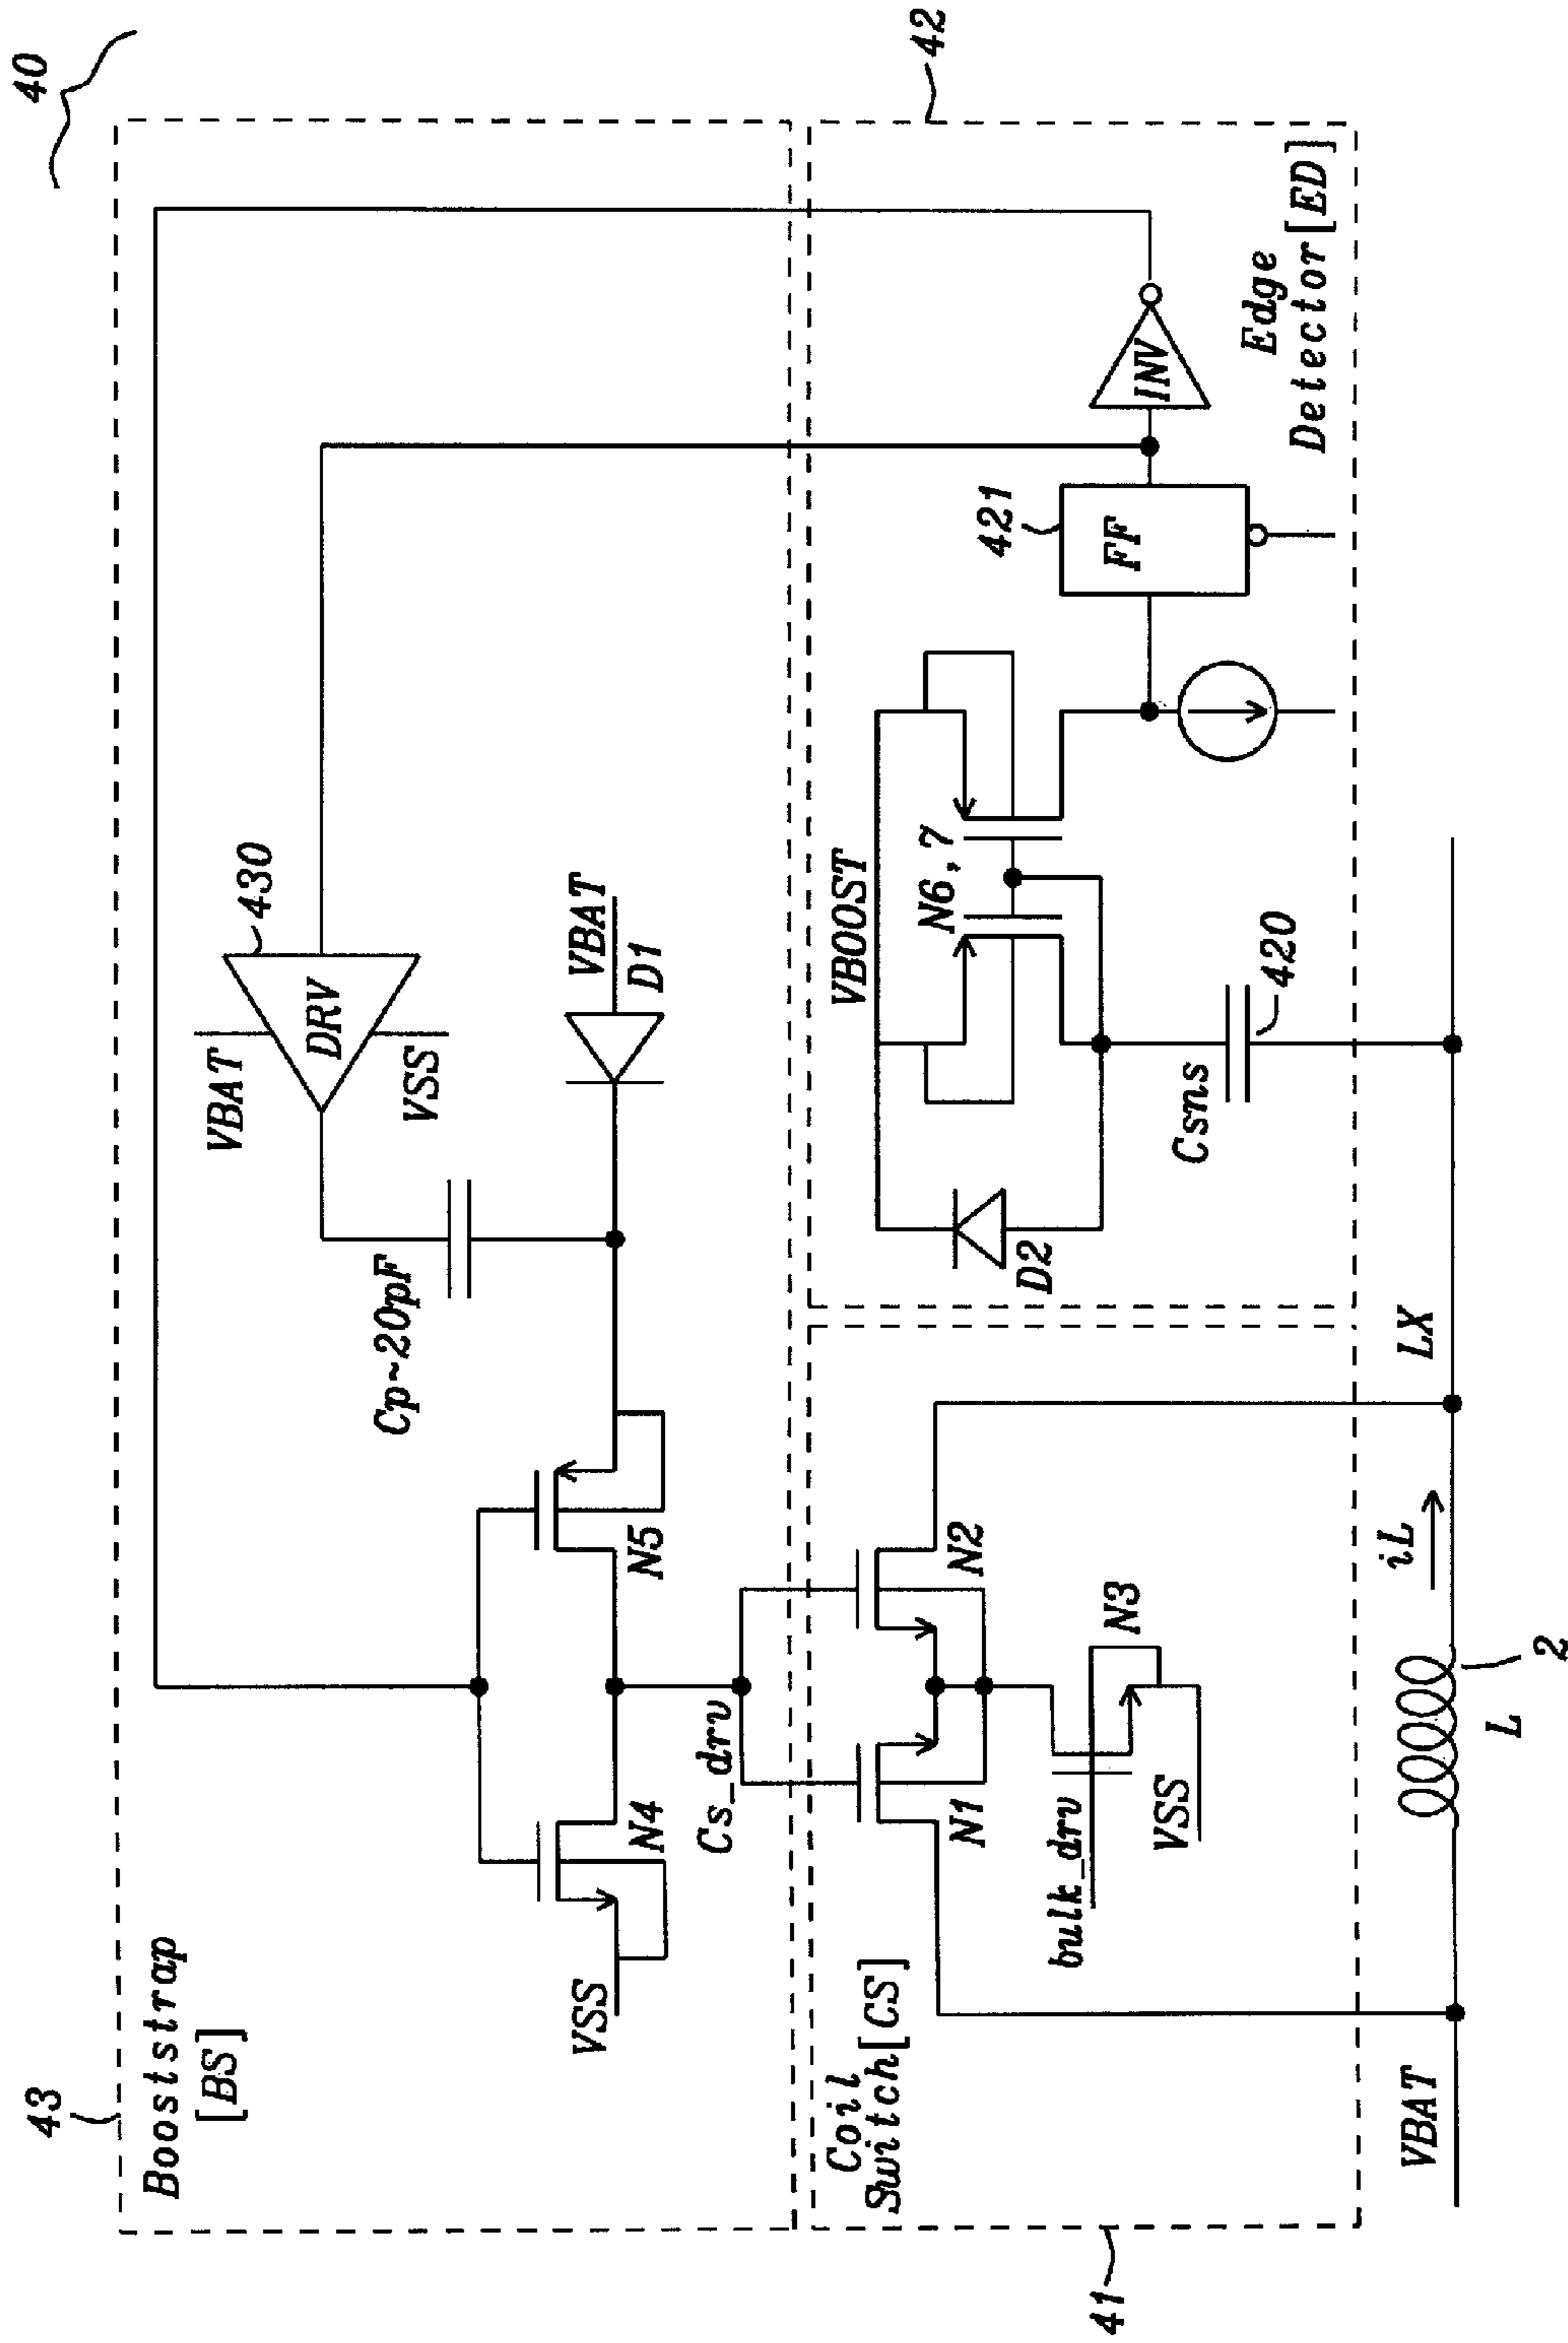 40
43
Booststrap
[BS]
VBAT
430
DRV
VSS
Cp~20pF
VBAT
D1
N5
N4
VSS
Cs_drv
42
Coil
Switch[CS]
N1
N2
bulk_drv
N3
VSS
41
VBOOST
N6,7
D2
Csns
420
421
FF
INV
Edge
Detector[ED]
VBAT
L
2
iL
LX